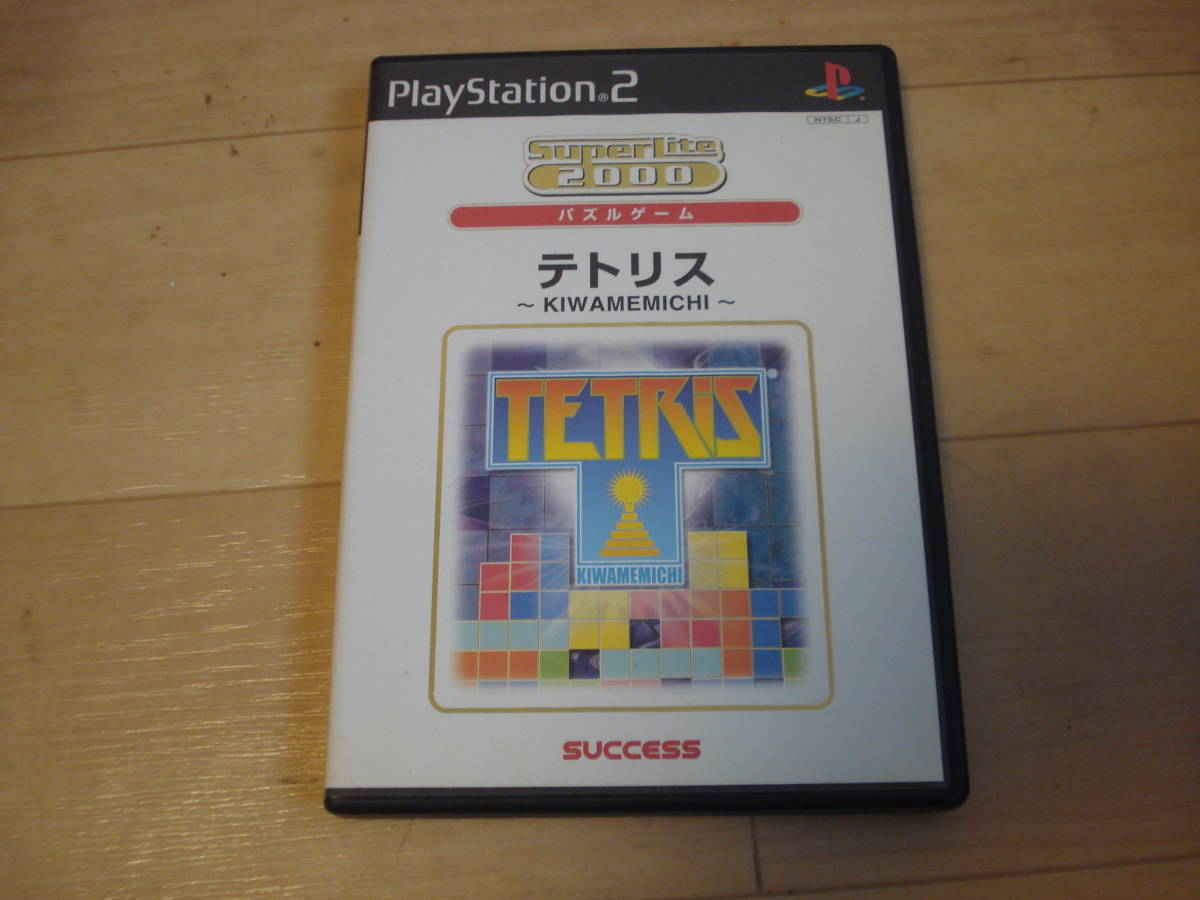 PlayStation®2
NTSC J
SuperLite
2000
パズルゲーム
テトリス
～ KIWAMEMICHI ～
TETRiS
KIWAMEMICHI
SUCCESS